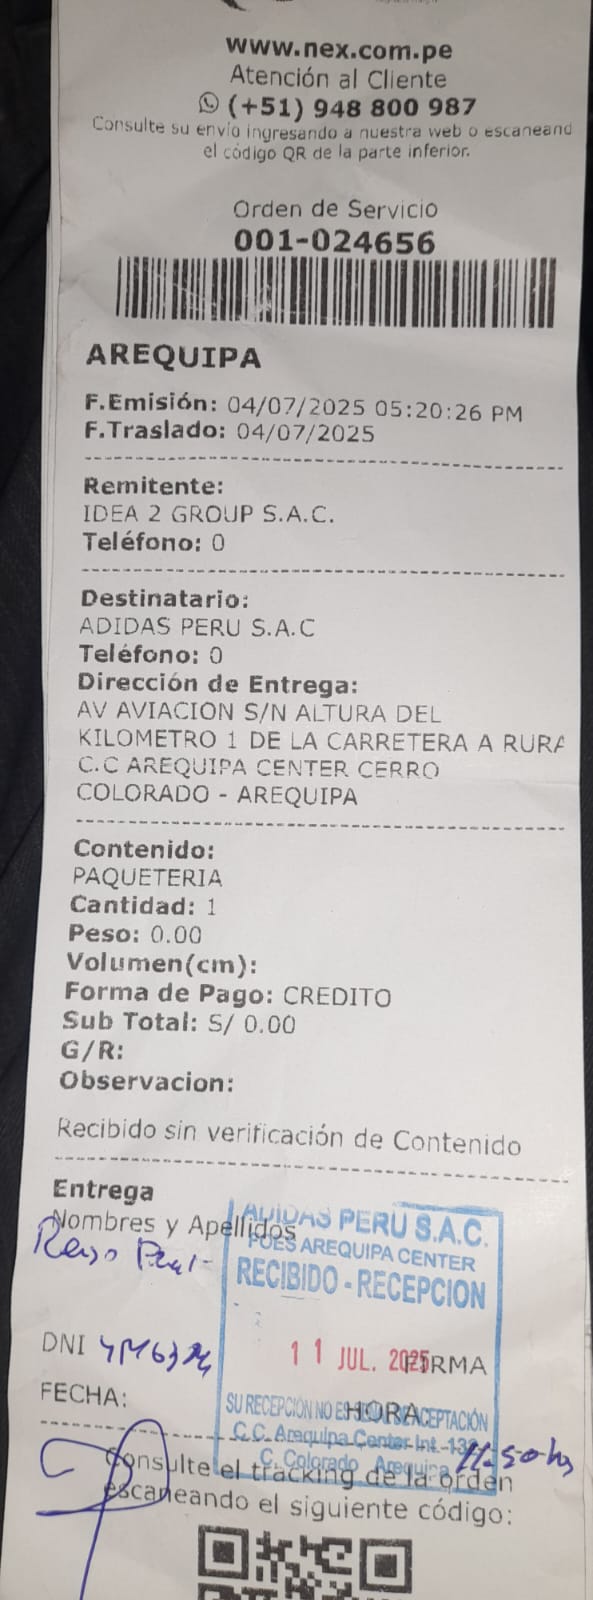 www.nex.com.pe
Atención al Cliente
(+51) 948 800 987
Consulte su envío ingresando a nuestra web o escaneand
el código QR de la parte inferior.
Orden de Servicio
001-024656
AREQUIPA
F.Emisión: 04/07/2025 05:20:26 PM
F.Traslado: 04/07/2025
Remitente:
IDEA 2 GROUP S.A.C.
Teléfono: 0
Destinatario:
ADIDAS PERU S.A.C
Teléfono: 0
Dirección de Entrega:
AV AVIACION S/N ALTURA DEL
KILOMETRO 1 DE LA CARRETERA A RURA
C.C AREQUIPA CENTER CERRO
COLORADO - AREQUIPA
Contenido:
PAQUETERIA
Cantidad: 1
Peso: 0.00
Volumen(cm):
Forma de Pago: CREDITO
Sub Total: S/ 0.00
G/R:
Observacion:
Recibido sin verificación de Contenido
Entrega
Nombres y Apellidos
ADIDAS PERU S.A.C.
AREQUIPA CENTER
RECIBIDO - RECEPCION
11 JUL. 2025
DNI
FIRMA
FECHA:
HORA
SU RECEPCIÓN NO ACEPTACIÓN
C.C. Arequipa Center Int.
C. Colorado Arequipa
11:50 hs
Consulte el tracking de la orden
escaneando el siguiente código: